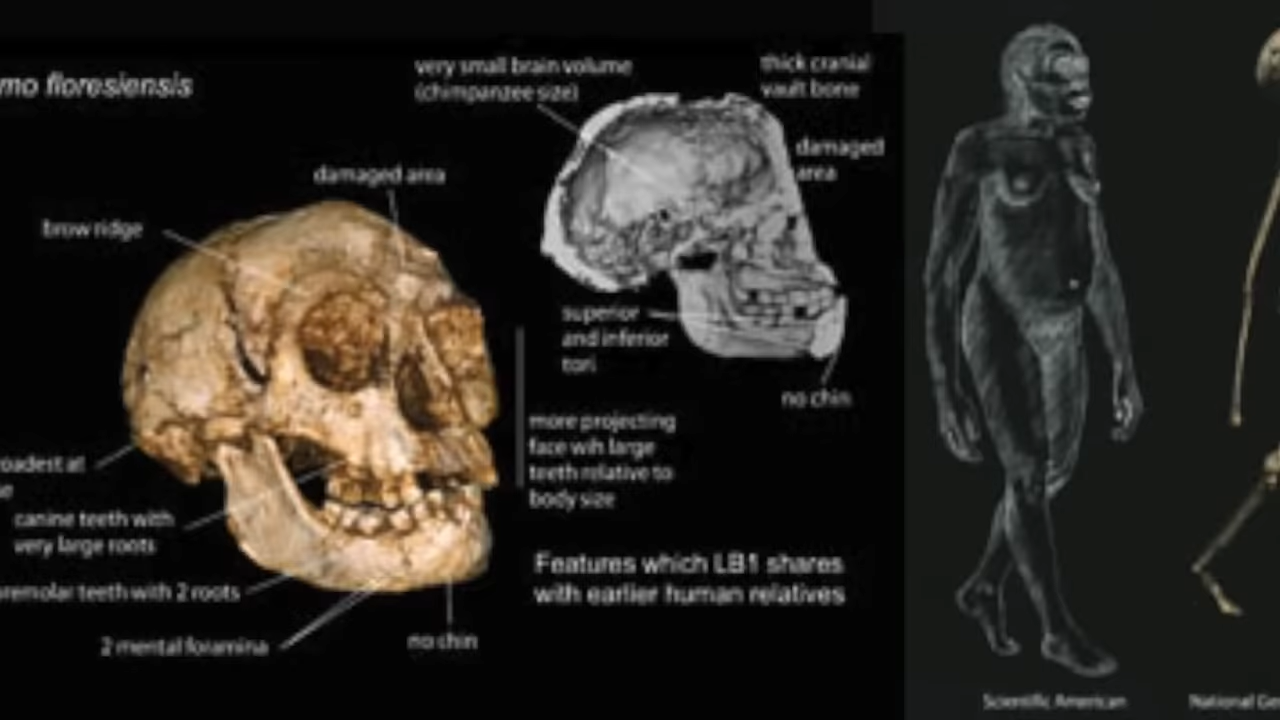 mo floresiensis
very small brain volume
(chimpanzee size)
thick cranial
vault bone
damaged
area
damaged area
brow ridge
superior
and inferior
tori
no chin
more projecting
face wih large
teeth relative to
body size
oadest at
e
canine teeth with
very large roots
remolar teeth with 2 roots
2 mental foramina
no chin
Features which LB1 shares
with earlier human relatives
Scientific American
National Ge